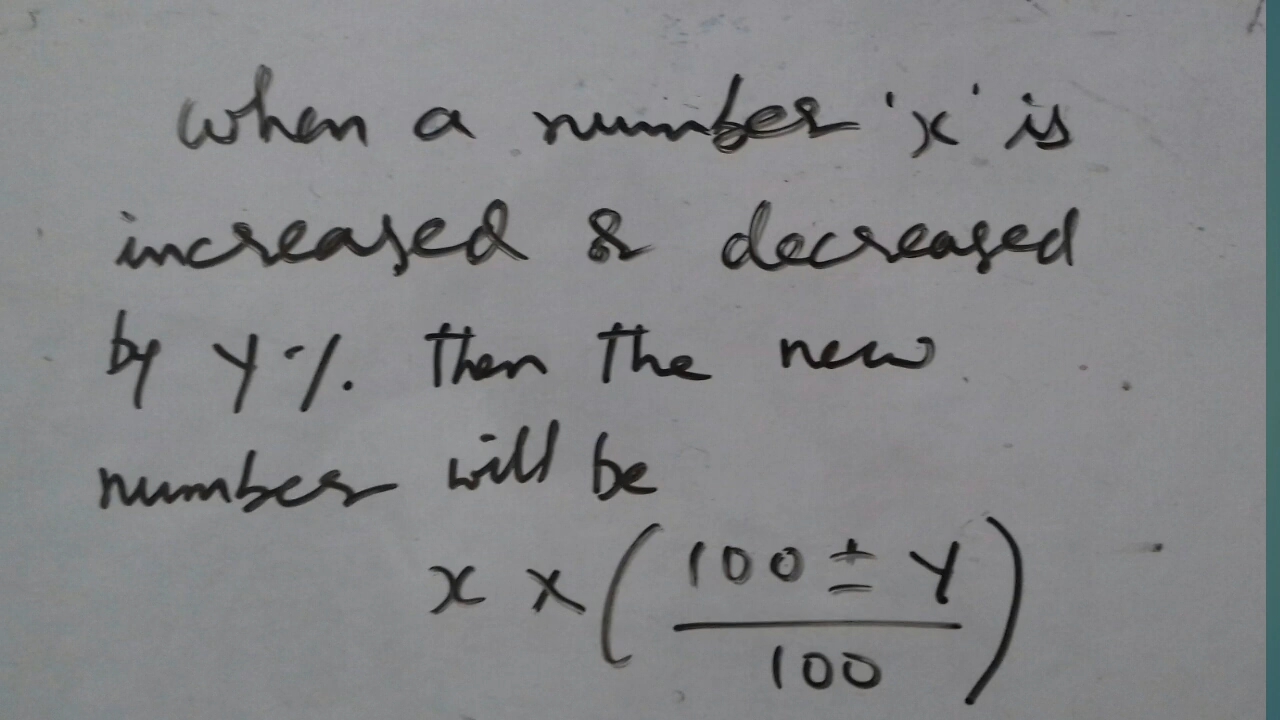 when a number 'x' is
increased & decreased
by y %. then the new
number will be
x × ( 100 ± y / 100 )